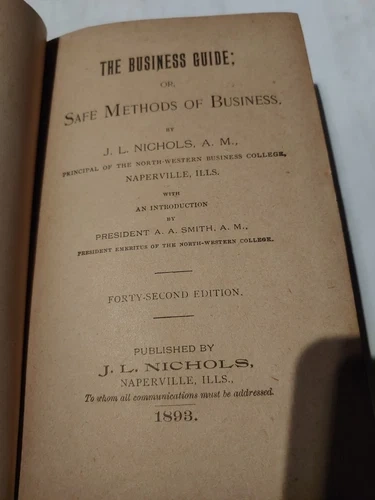 THE BUSINESS GUIDE;
OR,
SAFE METHODS OF BUSINESS.
BY
J. L. NICHOLS, A. M.,
PRINCIPAL OF THE NORTH-WESTERN BUSINESS COLLEGE,
NAPERVILLE, ILLS.
WITH
AN INTRODUCTION
BY
PRESIDENT A. A. SMITH, A. M.,
PRESIDENT EMERITUS OF THE NORTH-WESTERN COLLEGE.
FORTY-SECOND EDITION.
PUBLISHED BY
J. L. NICHOLS,
NAPERVILLE, ILLS.,
To whom all communications must be addressed.
1893.